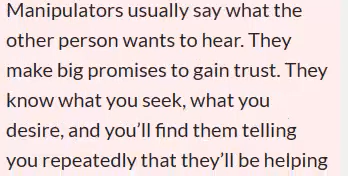 Manipulators usually say what the
other person wants to hear. They
make big promises to gain trust. They
know what you seek, what you
desire, and you’ll find them telling
you repeatedly that they’ll be helping